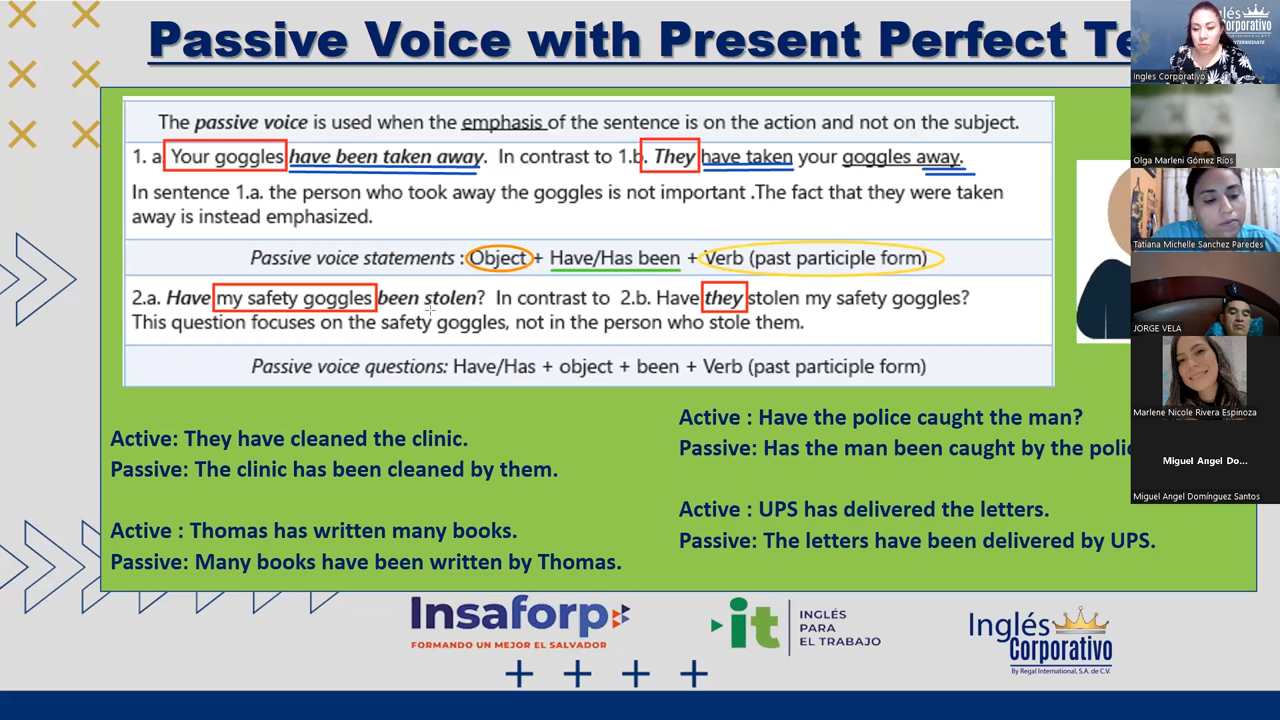 Passive Voice with Present Perfect Te
The passive voice is used when the emphasis of the sentence is on the action and not on the subject.
1. a. Your goggles have been taken away. In contrast to 1.b. They have taken your goggles away.
In sentence 1.a. the person who took away the goggles is not important .The fact that they were taken
away is instead emphasized.
Passive voice statements : Object + Have/Has been + Verb (past participle form)
2.a. Have my safety goggles been stolen? In contrast to 2.b. Have they stolen my safety goggles?
This question focuses on the safety goggles, not in the person who stole them.
Passive voice questions: Have/Has + object + been + Verb (past participle form)
Active: They have cleaned the clinic.
Passive: The clinic has been cleaned by them.
Active : Thomas has written many books.
Passive: Many books have been written by Thomas.
Active : Have the police caught the man?
Passive: Has the man been caught by the polic
Active : UPS has delivered the letters.
Passive: The letters have been delivered by UPS.
Insaforp
FORMANDO UN MEJOR EL SALVADOR
it
INGLÉS
PARA
EL TRABAJO
Inglés
Corporativo
By Regal International, S.A. de C.V.
glés
Corporativo
INTERMEDIATE
Ingles Corporativo
Olga Marleni Gómez Rios
Tatiana Michelle Sanchez Paredes
JORGE VELA
Marlene Nicole Rivera Espinoza
Miguel Angel Do...
Miguel Angel Domínguez Santos